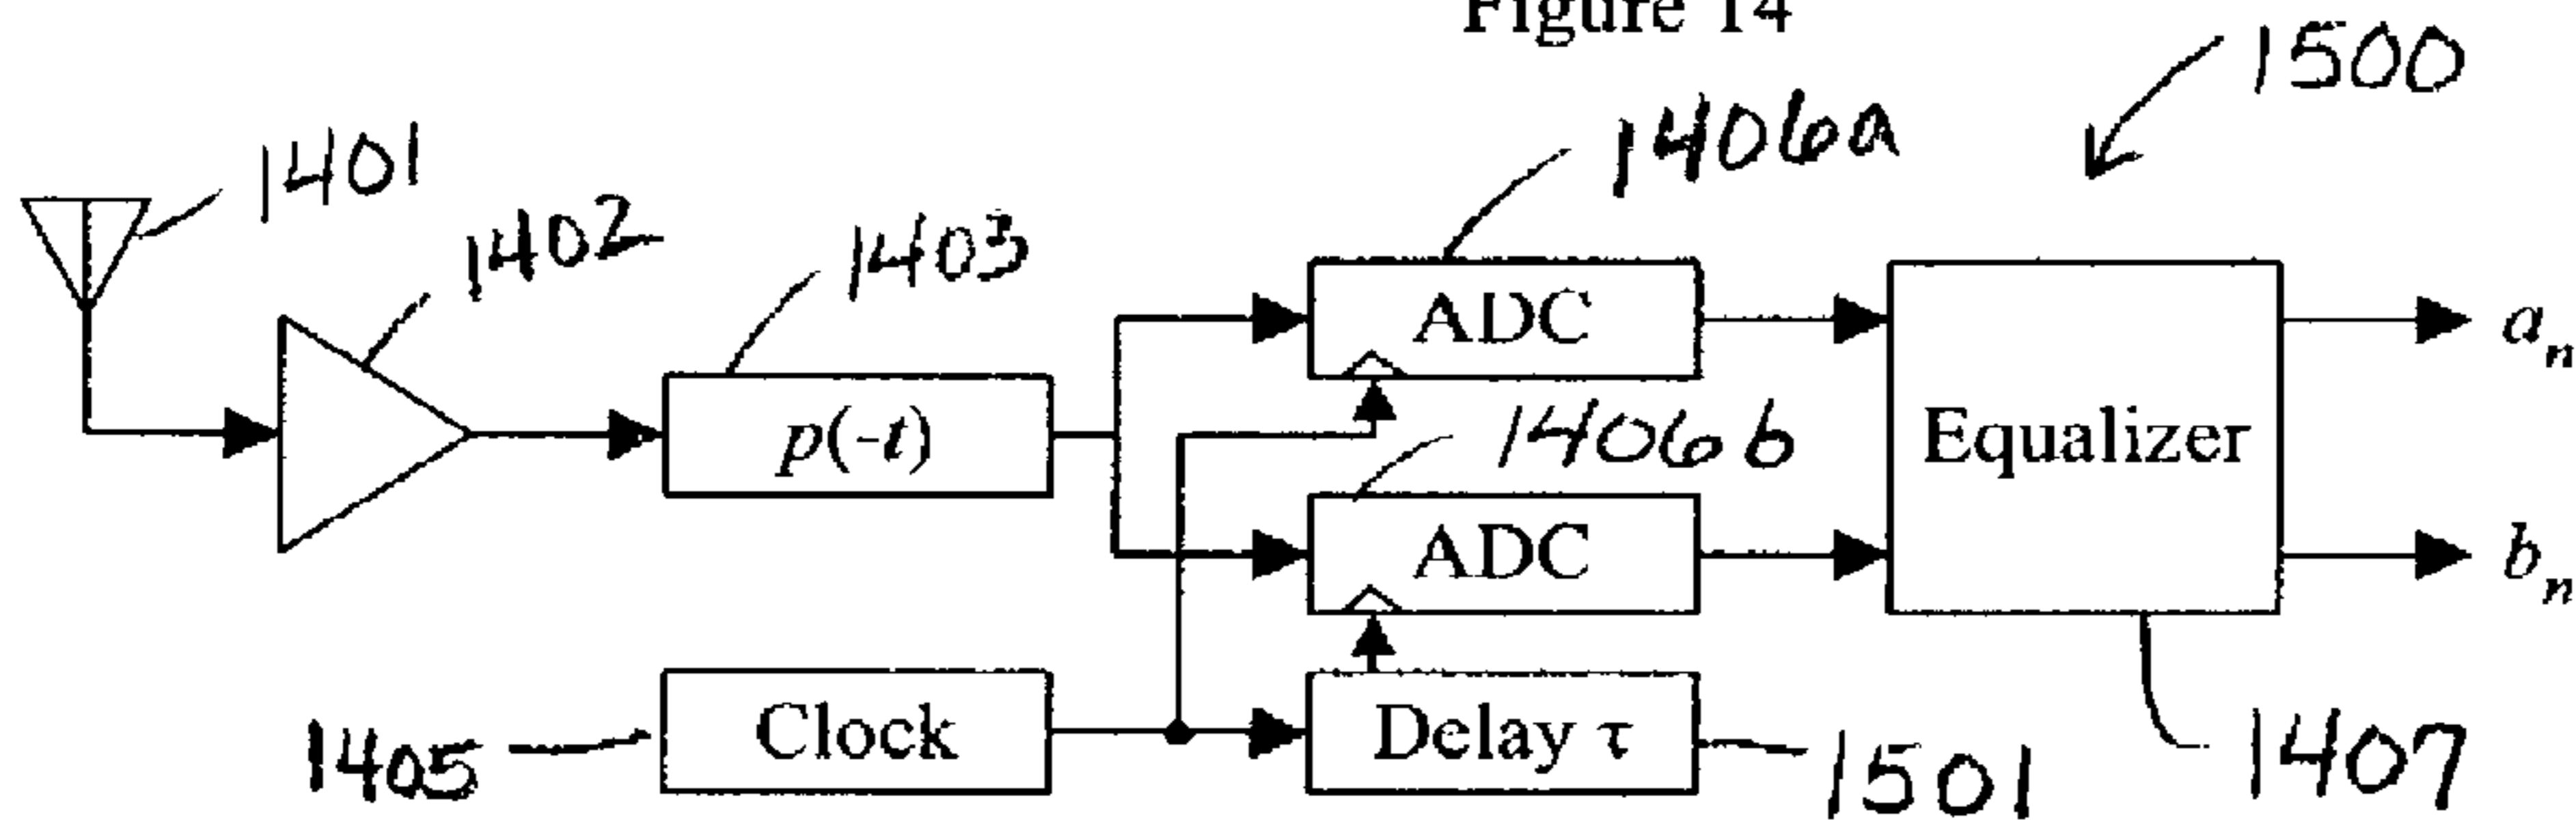 Figure 14
1500
1406a
1401
1402
1403
ADC
a_n
p(-t)
1406b
Equalizer
ADC
b_n
1405
Clock
Delay τ
1501
1407